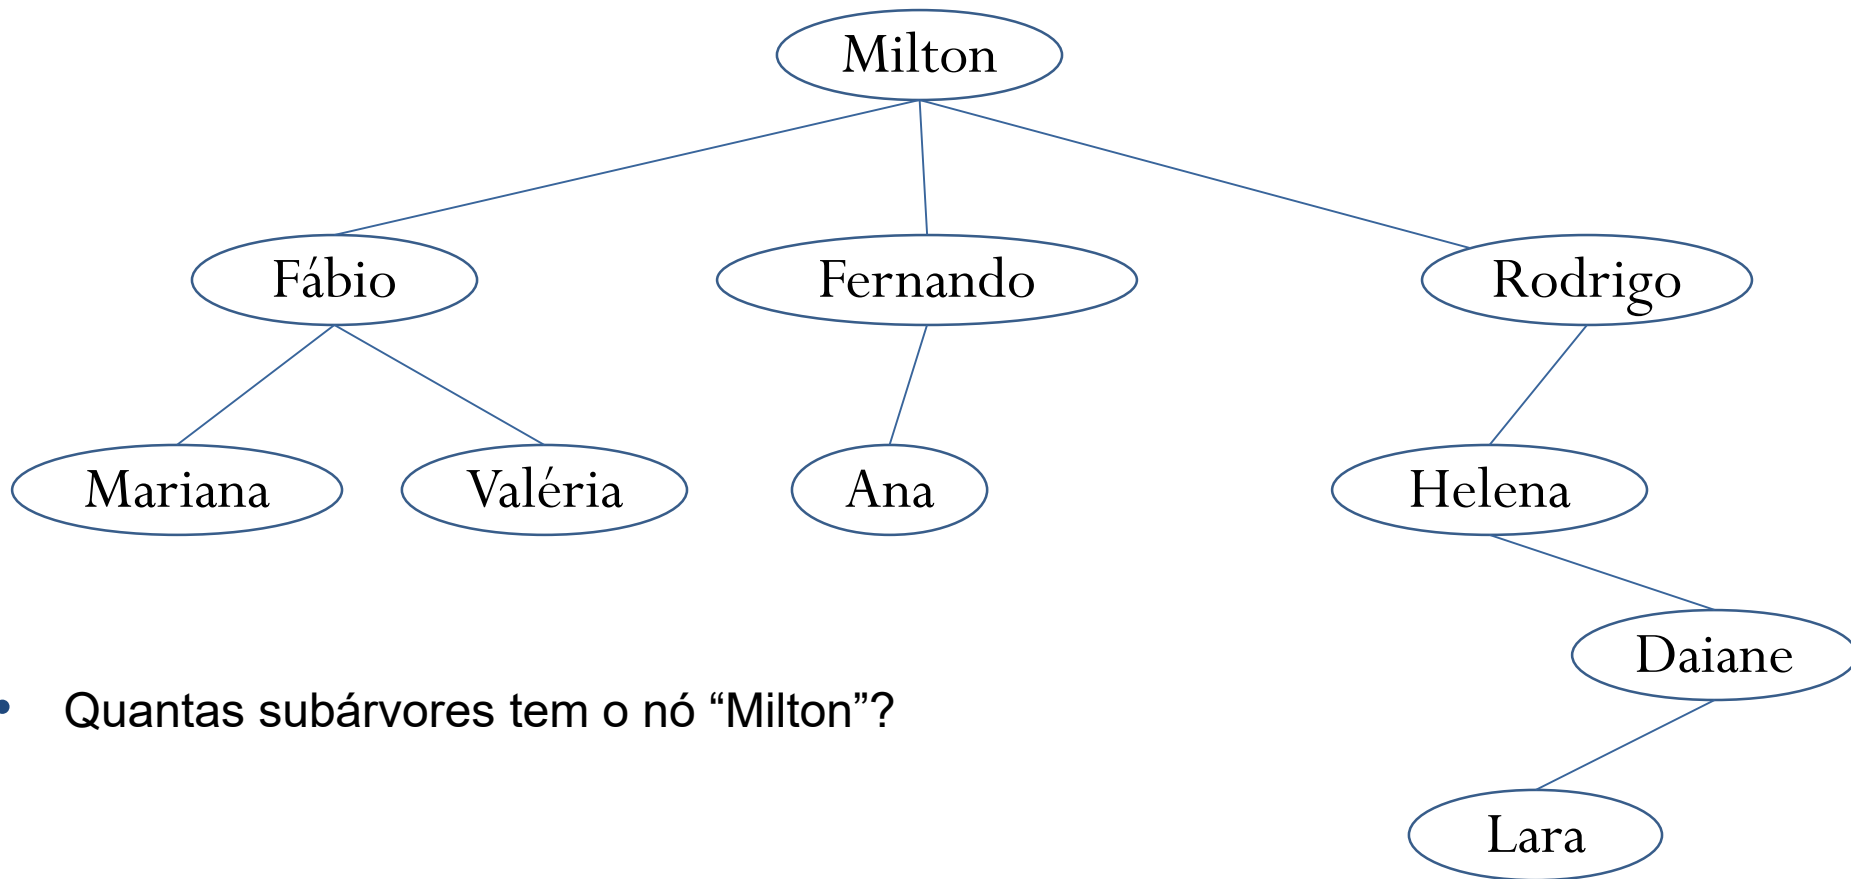 Milton
Fábio
Fernando
Rodrigo
Mariana
Valéria
Ana
Helena
Daiane
• Quantas subárvores tem o nó “Milton”?
Lara